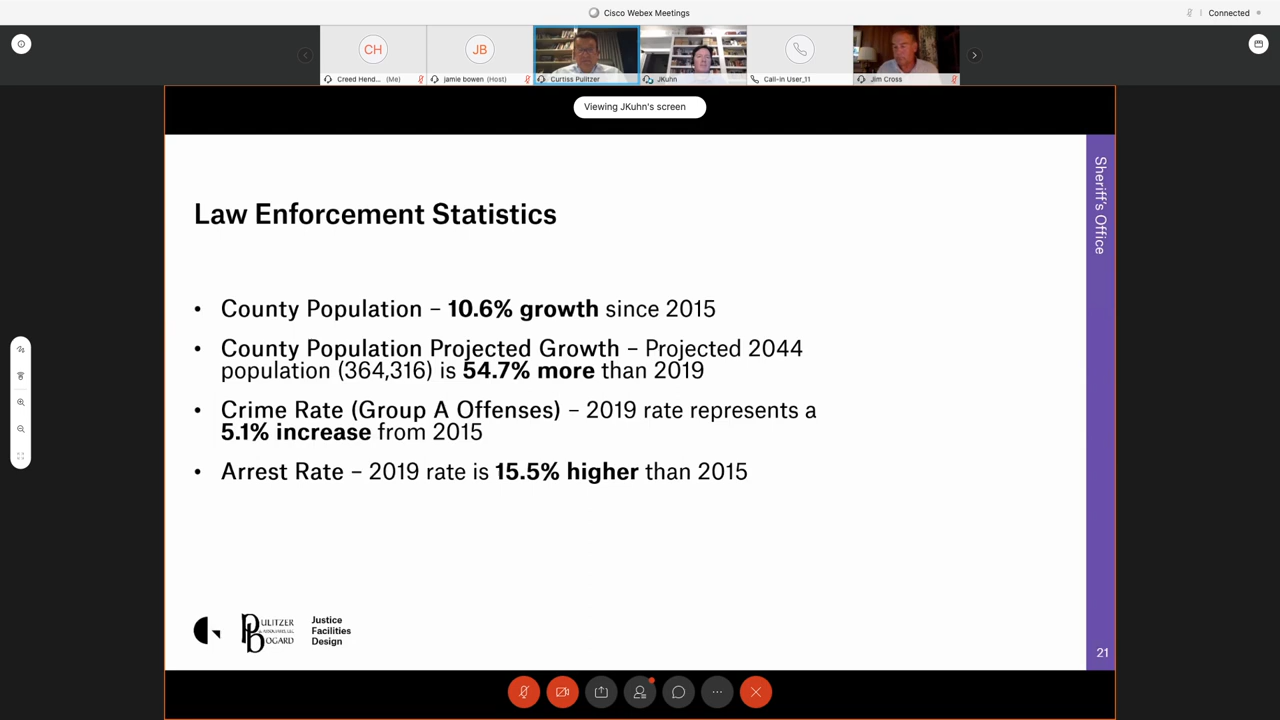 Cisco Webex Meetings
Connected
CH
JB
Creed Hend... (Me)
jamie bowen (Host)
Curtiss Pulitzer
JKuhn
Call-in User_11
Jim Cross
Viewing JKuhn's screen
Sheriff's Office
Law Enforcement Statistics
• County Population – 10.6% growth since 2015
• County Population Projected Growth – Projected 2044
population (364,316) is 54.7% more than 2019
• Crime Rate (Group A Offenses) – 2019 rate represents a
5.1% increase from 2015
• Arrest Rate – 2019 rate is 15.5% higher than 2015
PULITZER
BOGARD
Justice
Facilities
Design
21